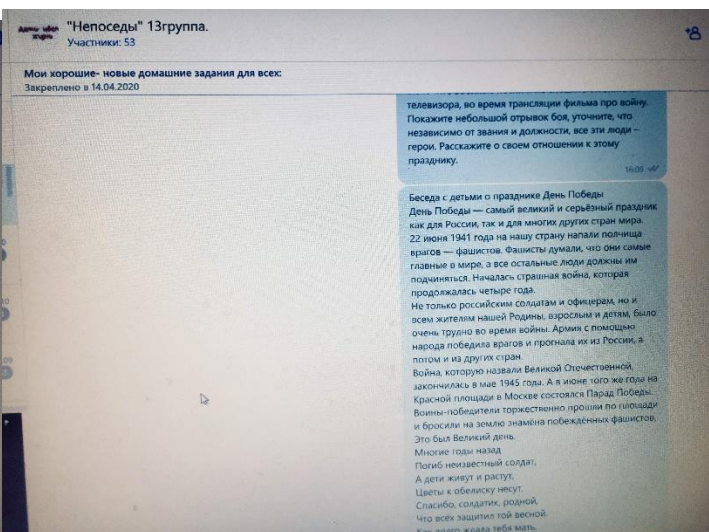 "Непоседы" 13группа.
Участники: 53
Мои хорошие- новые домашние задания для всех:
Закреплено в 14.04.2020
телевизора, во время трансляции фильма про войну.
Покажите небольшой отрывок боя, уточните, что
независимо от звания и должности, все эти люди –
герои. Расскажите о своем отношении к этому
празднику.
16:09
Беседа с детьми о празднике День Победы
День Победы — самый великий и серьёзный праздник
как для России, так и для многих других стран мира.
22 июня 1941 года на нашу страну напали полчища
врагов — фашистов. Фашисты думали, что они самые
главные в мире, а все остальные люди должны им
подчиняться. Началась страшная война, которая
продолжалась четыре года.
Не только российским солдатам и офицерам, но и
всем жителям нашей Родины, взрослым и детям, было
очень трудно во время войны. Армия с помощью
народа победила врагов и прогнала их из России, а
потом и из других стран.
Война, которую назвали Великой Отечественной,
закончилась в мае 1945 года. А в июне того же года на
Красной площади в Москве состоялся Парад Победы.
Воины-победители торжественно прошли по площади
и бросили на землю знамёна побеждённых фашистов.
Это был Великий день.
Многие годы назад
Погиб неизвестный солдат,
А дети живут и растут,
Цветы к обелиску несут.
Спасибо, солдатик, родной,
Что всех защитил той весной.
Как долго ждала тебя мать,